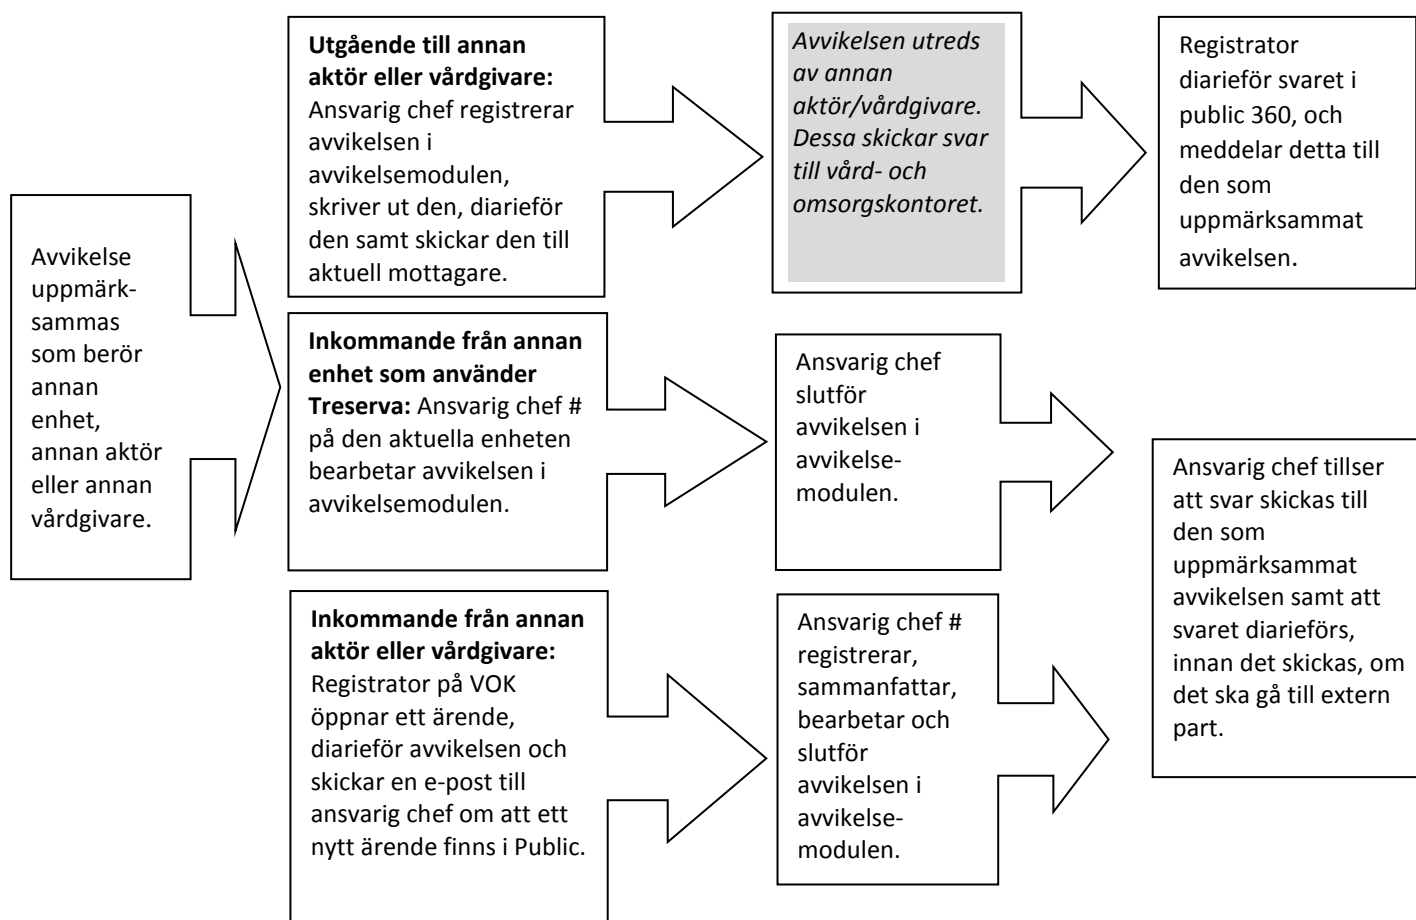 Avvikelse
uppmärk-
sammas
som berör
annan
enhet,
annan aktör
eller annan
vårdgivare.
Utgående till annan
aktör eller vårdgivare:
Ansvarig chef registrerar
avvikelsen i
avvikelsemodulen,
skriver ut den, diarieför
den samt skickar den till
aktuell mottagare.
Avvikelsen utreds
av annan
aktör/vårdgivare.
Dessa skickar svar
till vård- och
omsorgskontoret.
Registrator
diarieför svaret i
public 360, och
meddelar detta till
den som
uppmärksammat
avvikelsen.
Inkommande från annan
enhet som använder
Treserva: Ansvarig chef #
på den aktuella enheten
bearbetar avvikelsen i
avvikelsemodulen.
Ansvarig chef
slutför
avvikelsen i
avvikelse-
modulen.
Inkommande från annan
aktör eller vårdgivare:
Registrator på VOK
öppnar ett ärende,
diarieför avvikelsen och
skickar en e-post till
ansvarig chef om att ett
nytt ärende finns i Public.
Ansvarig chef #
registrerar,
sammanfattar,
bearbetar och
slutför
avvikelsen i
avvikelse-
modulen.
Ansvarig chef tillser
att svar skickas till
den som
uppmärksammat
avvikelsen samt att
svaret diarieförs,
innan det skickas, om
det ska gå till extern
part.